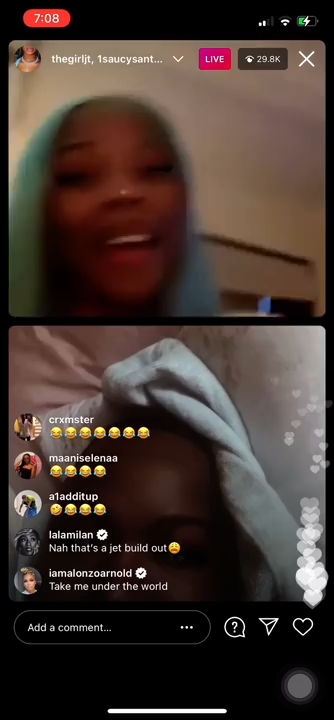 7:08
thegirljt, 1saucysant...
LIVE
29.8K
crxmster
😂😂😂😂😂😂😂
maaniselenaa
😂😂😂😂
a1additup
🤣😂😂😂
lalamilan
Nah that's a jet build out😩
iamalonzoarnold
Take me under the world
Add a comment...